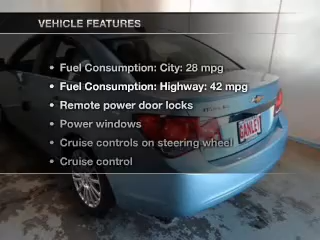 VEHICLE FEATURES
• Fuel Consumption: City: 28 mpg
• Fuel Consumption: Highway: 42 mpg
• Remote power door locks
• Power windows
• Cruise controls on steering wheel
• Cruise control
GANLEY